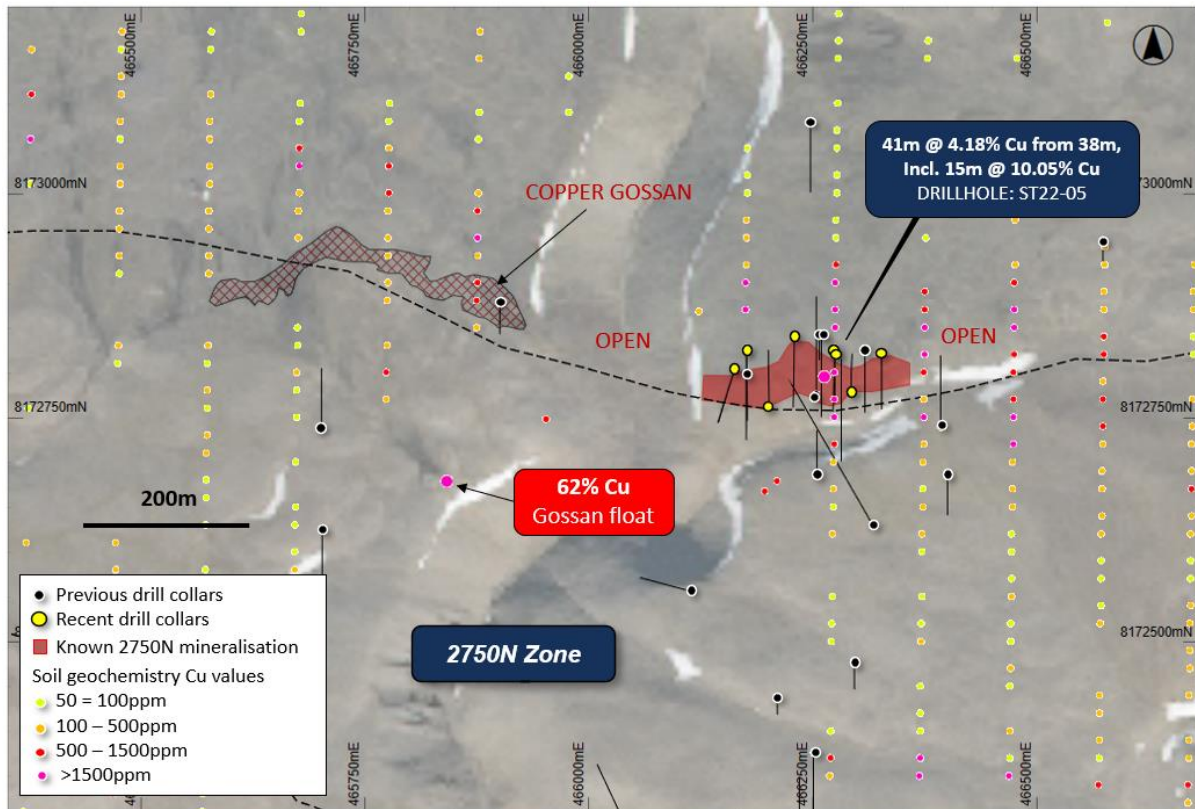 465500mE
465750mE
466000mE
466250mE
466500mE
41m @ 4.18% Cu from 38m,
Incl. 15m @ 10.05% Cu
DRILLHOLE: ST22-05
8173000mN
8173000mN
COPPER GOSSAN
OPEN
OPEN
8172750mN
8172750mN
62% Cu
Gossan float
200m
2750N Zone
8172500mN
Previous drill collars
Recent drill collars
Known 2750N mineralisation
Soil geochemistry Cu values
50 = 100ppm
100 – 500ppm
500 – 1500ppm
>1500ppm
465750mE
466000mE
466250mE
466500mE